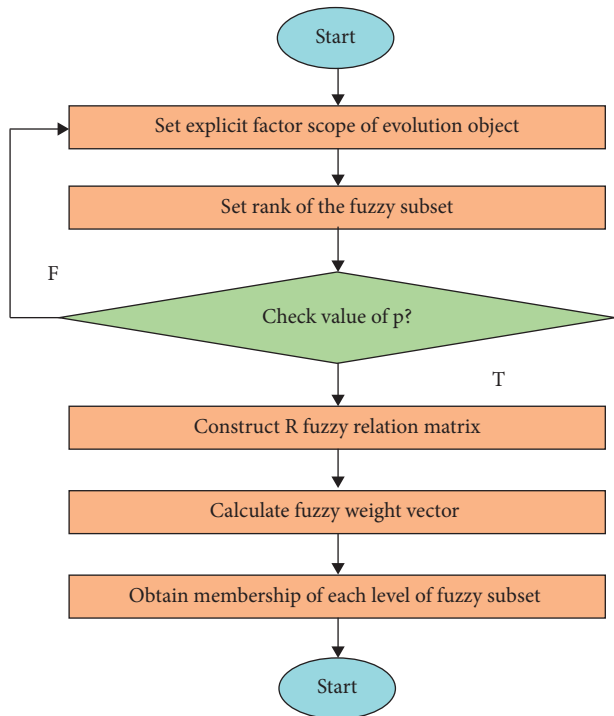 Start
Set explicit factor scope of evolution object
Set rank of the fuzzy subset
F
Check value of p?
T
Construct R fuzzy relation matrix
Calculate fuzzy weight vector
Obtain membership of each level of fuzzy subset
Start